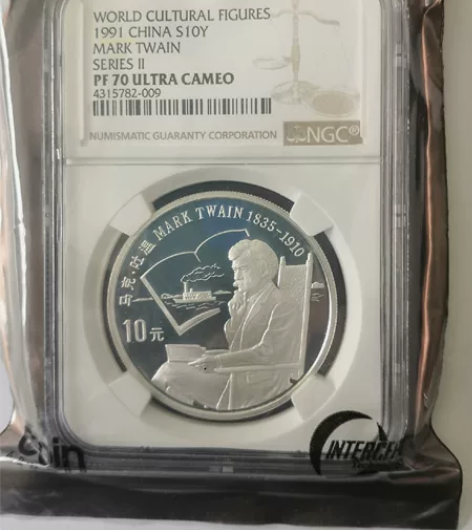 WORLD CULTURAL FIGURES
1991 CHINA S10Y
MARK TWAIN
SERIES II
PF 70 ULTRA CAMEO
4315782-009
NUMISMATIC GUARANTY CORPORATION
NGC®
马克·吐温 MARK TWAIN 1835-1910
10元